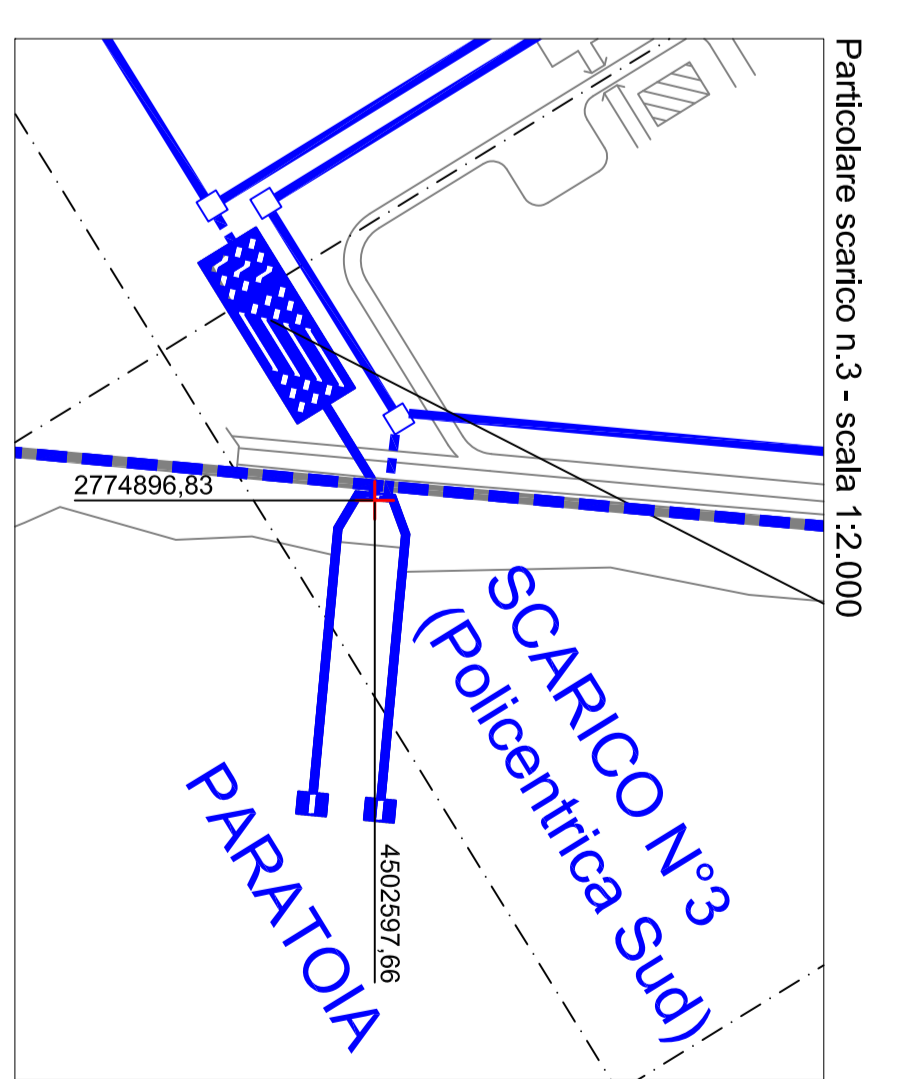 Particolare scarico n.3 - scala 1:2.000
2774896,83
4502597,66
SCARICO N°3
(Policentrica Sud)
PARATOIA